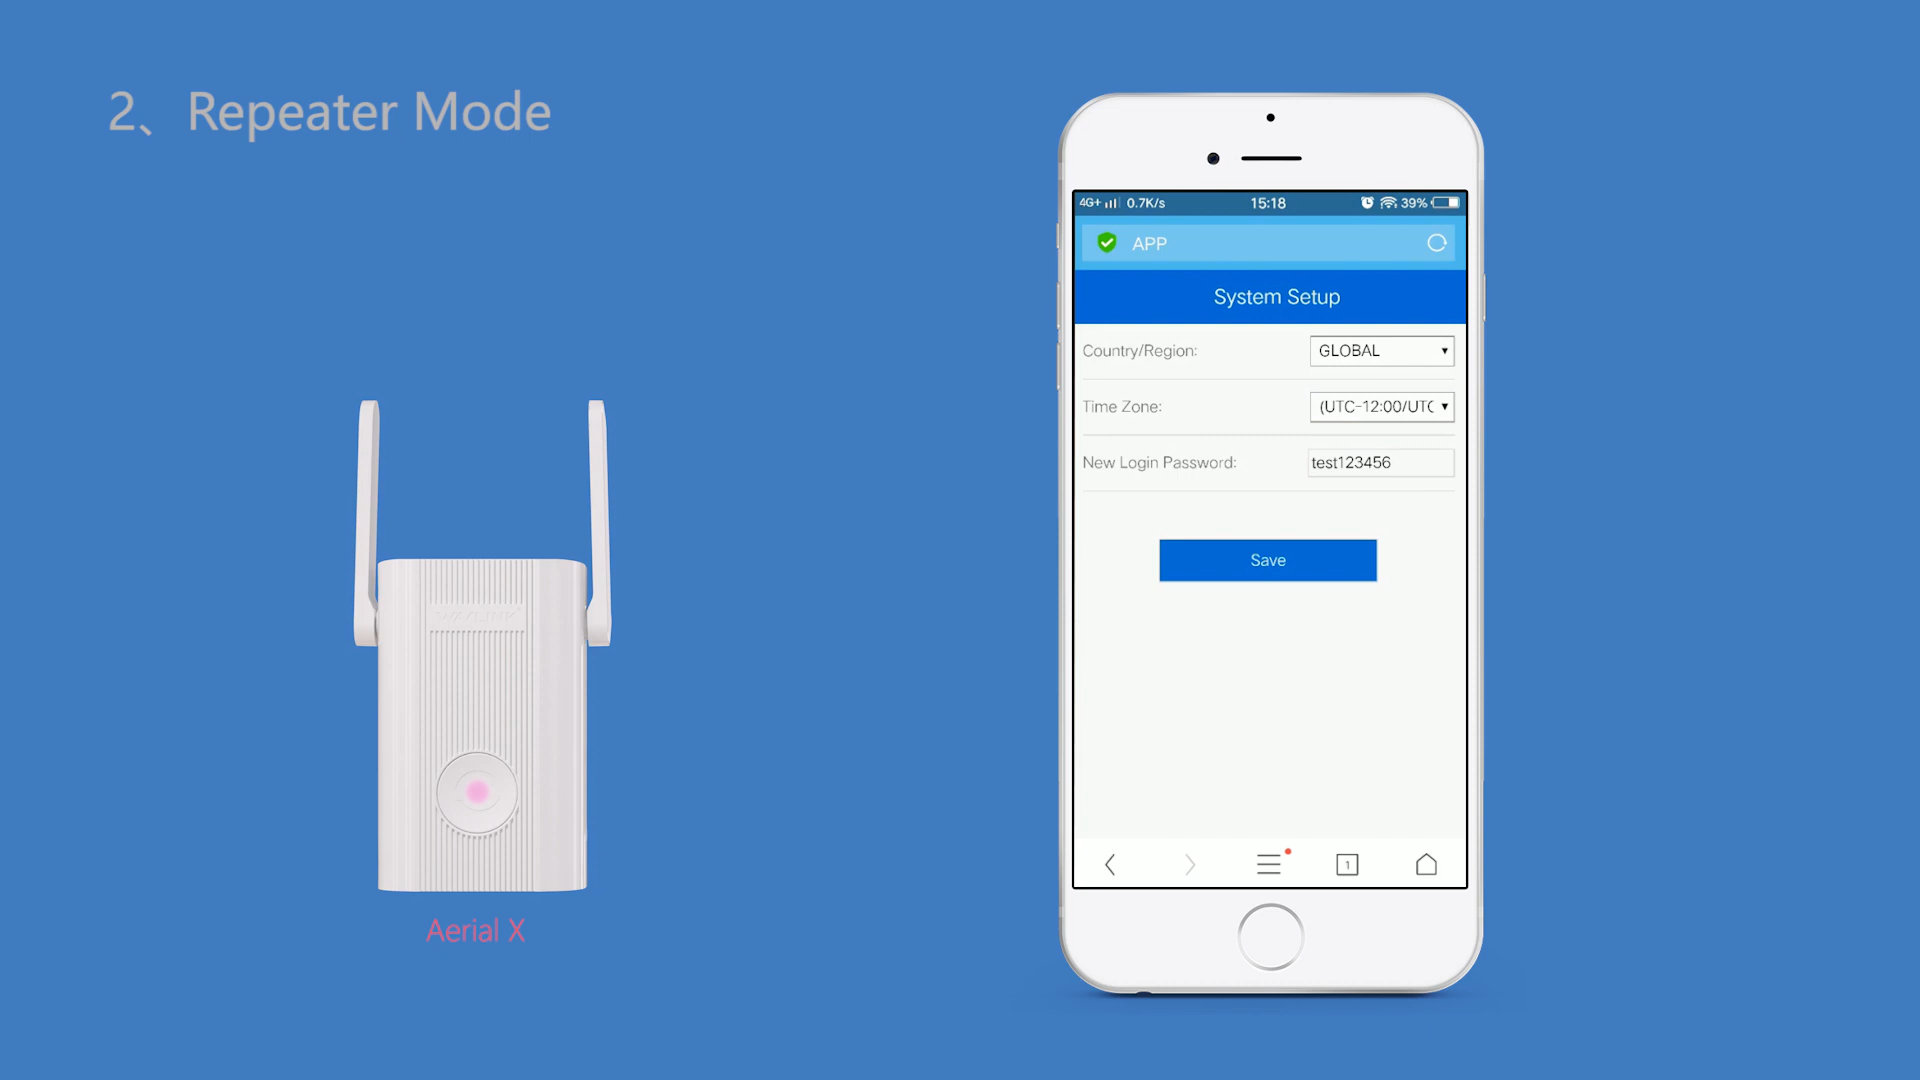 2、Repeater Mode
4G+ 0.7K/s 15:18 39%
APP
System Setup
Country/Region: GLOBAL
Time Zone: (UTC-12:00/UTC
New Login Password: test123456
Save
1
WAVLINK
Aerial X